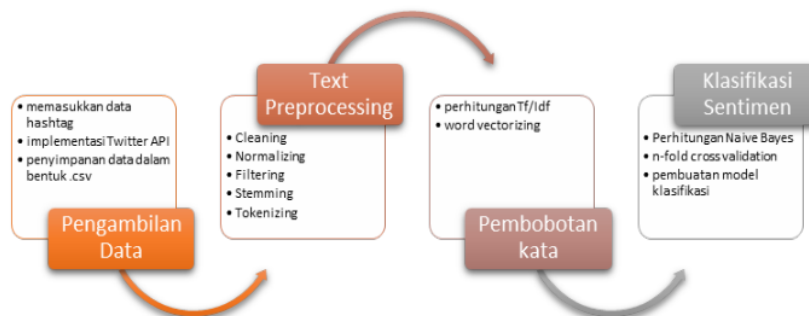 • memasukkan data
hashtag
• implementasi Twitter API
• penyimpanan data dalam
bentuk .csv
Pengambilan
Data
Text
Preprocessing
• Cleaning
• Normalizing
• Filtering
• Stemming
• Tokenizing
• perhitungan Tf/Idf
• word vectorizing
Pembobotan
kata
Klasifikasi
Sentimen
• Perhitungan Naive Bayes
• n-fold cross validation
• pembuatan model
klasifikasi